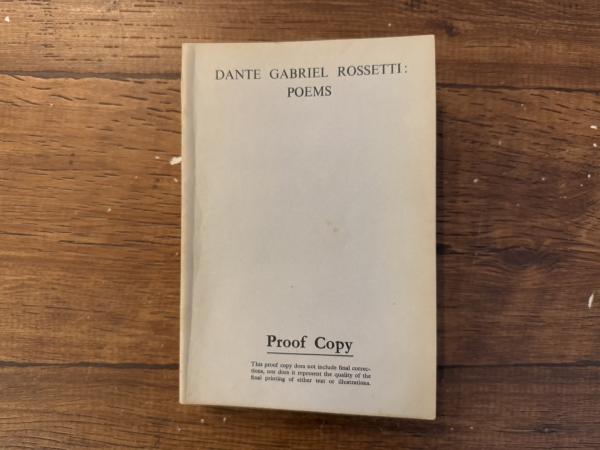 DANTE GABRIEL ROSSETTI:
POEMS
Proof Copy
This proof copy does not include final correc-
tions, nor does it represent the quality of the
final printing of either text or illustrations.